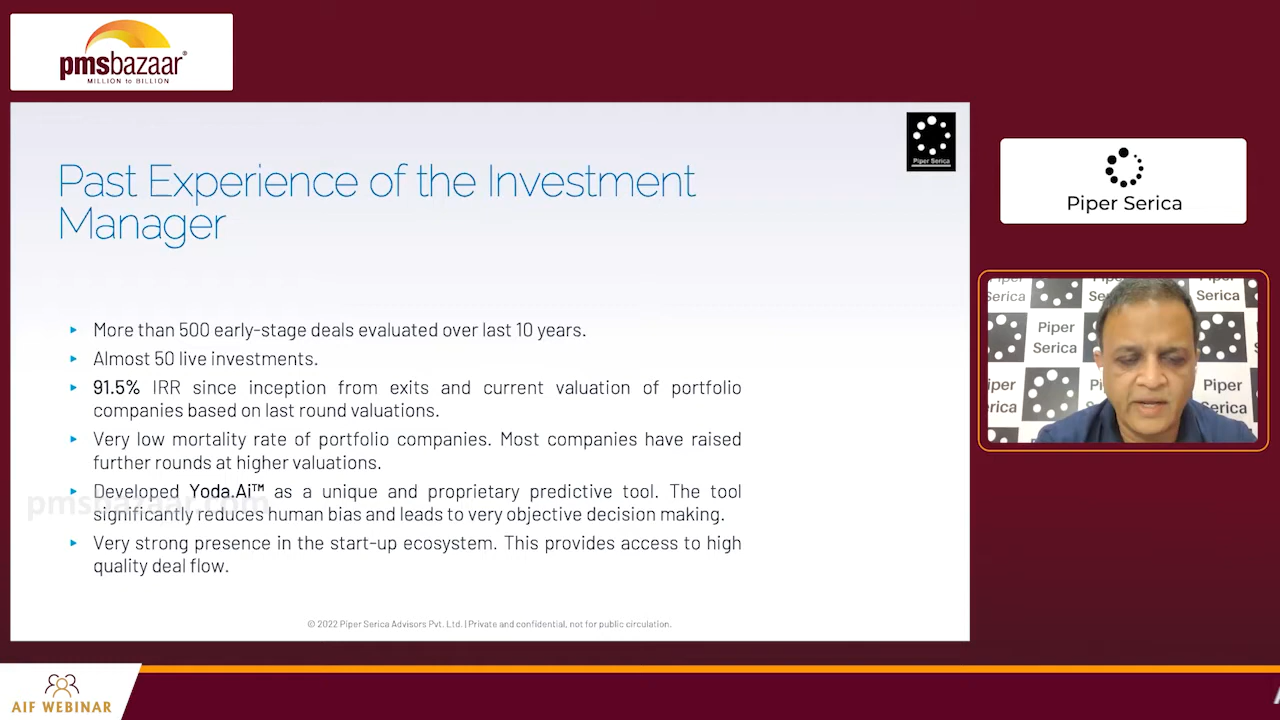 pmsbazaar®
MILLION to BILLION
Piper Serica
Past Experience of the Investment
Manager
Piper Serica
More than 500 early-stage deals evaluated over last 10 years.
Almost 50 live investments.
91.5% IRR since inception from exits and current valuation of portfolio
companies based on last round valuations.
Very low mortality rate of portfolio companies. Most companies have raised
further rounds at higher valuations.
Developed Yoda.Ai™ as a unique and proprietary predictive tool. The tool
significantly reduces human bias and leads to very objective decision making.
Very strong presence in the start-up ecosystem. This provides access to high
quality deal flow.
pmsbazaar.com
© 2022 Piper Serica Advisors Pvt. Ltd. | Private and confidential, not for public circulation.
Piper
Serica
Serica
Piper
Serica
Piper
Serica
Piper
erica
Piper
Serica
AIF WEBINAR